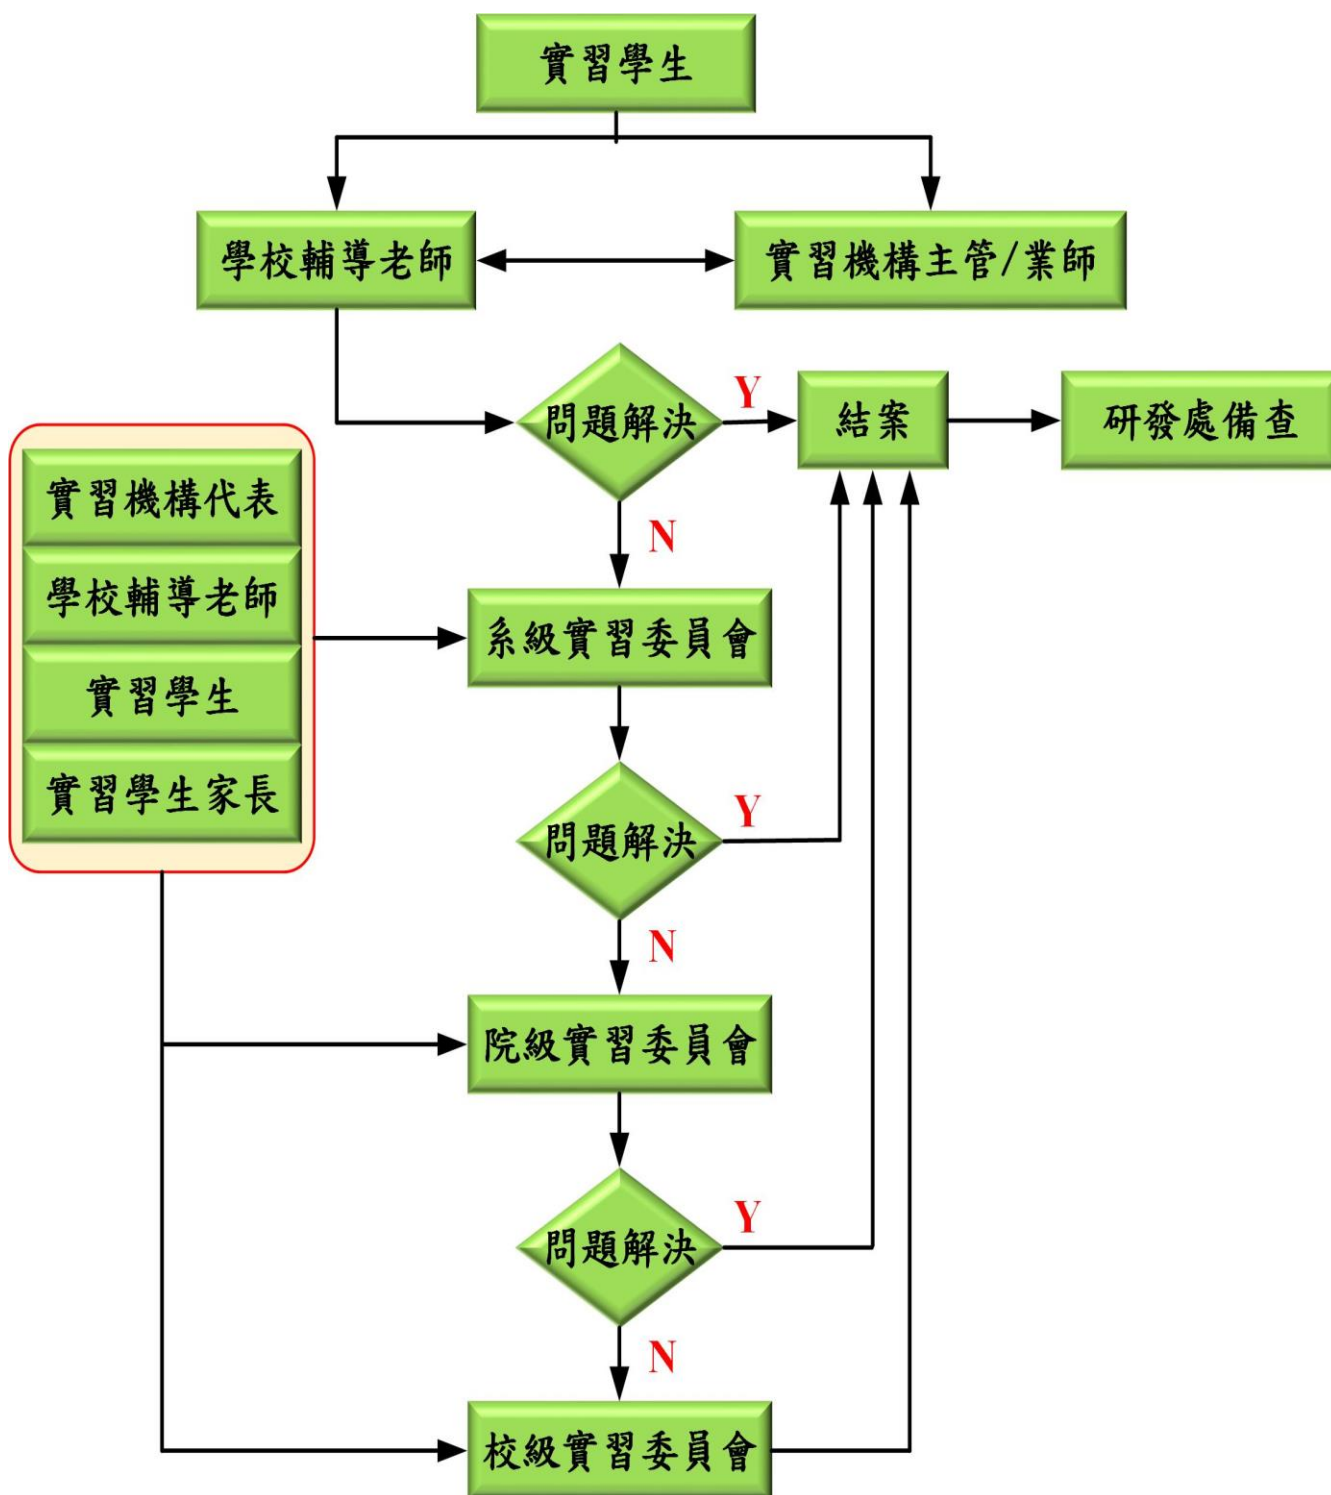 實習學生
學校輔導老師
實習機構主管/業師
問題解決
Y
結案
研發處備查
N
實習機構代表
學校輔導老師
實習學生
實習學生家長
系級實習委員會
問題解決
Y
N
院級實習委員會
問題解決
Y
N
校級實習委員會